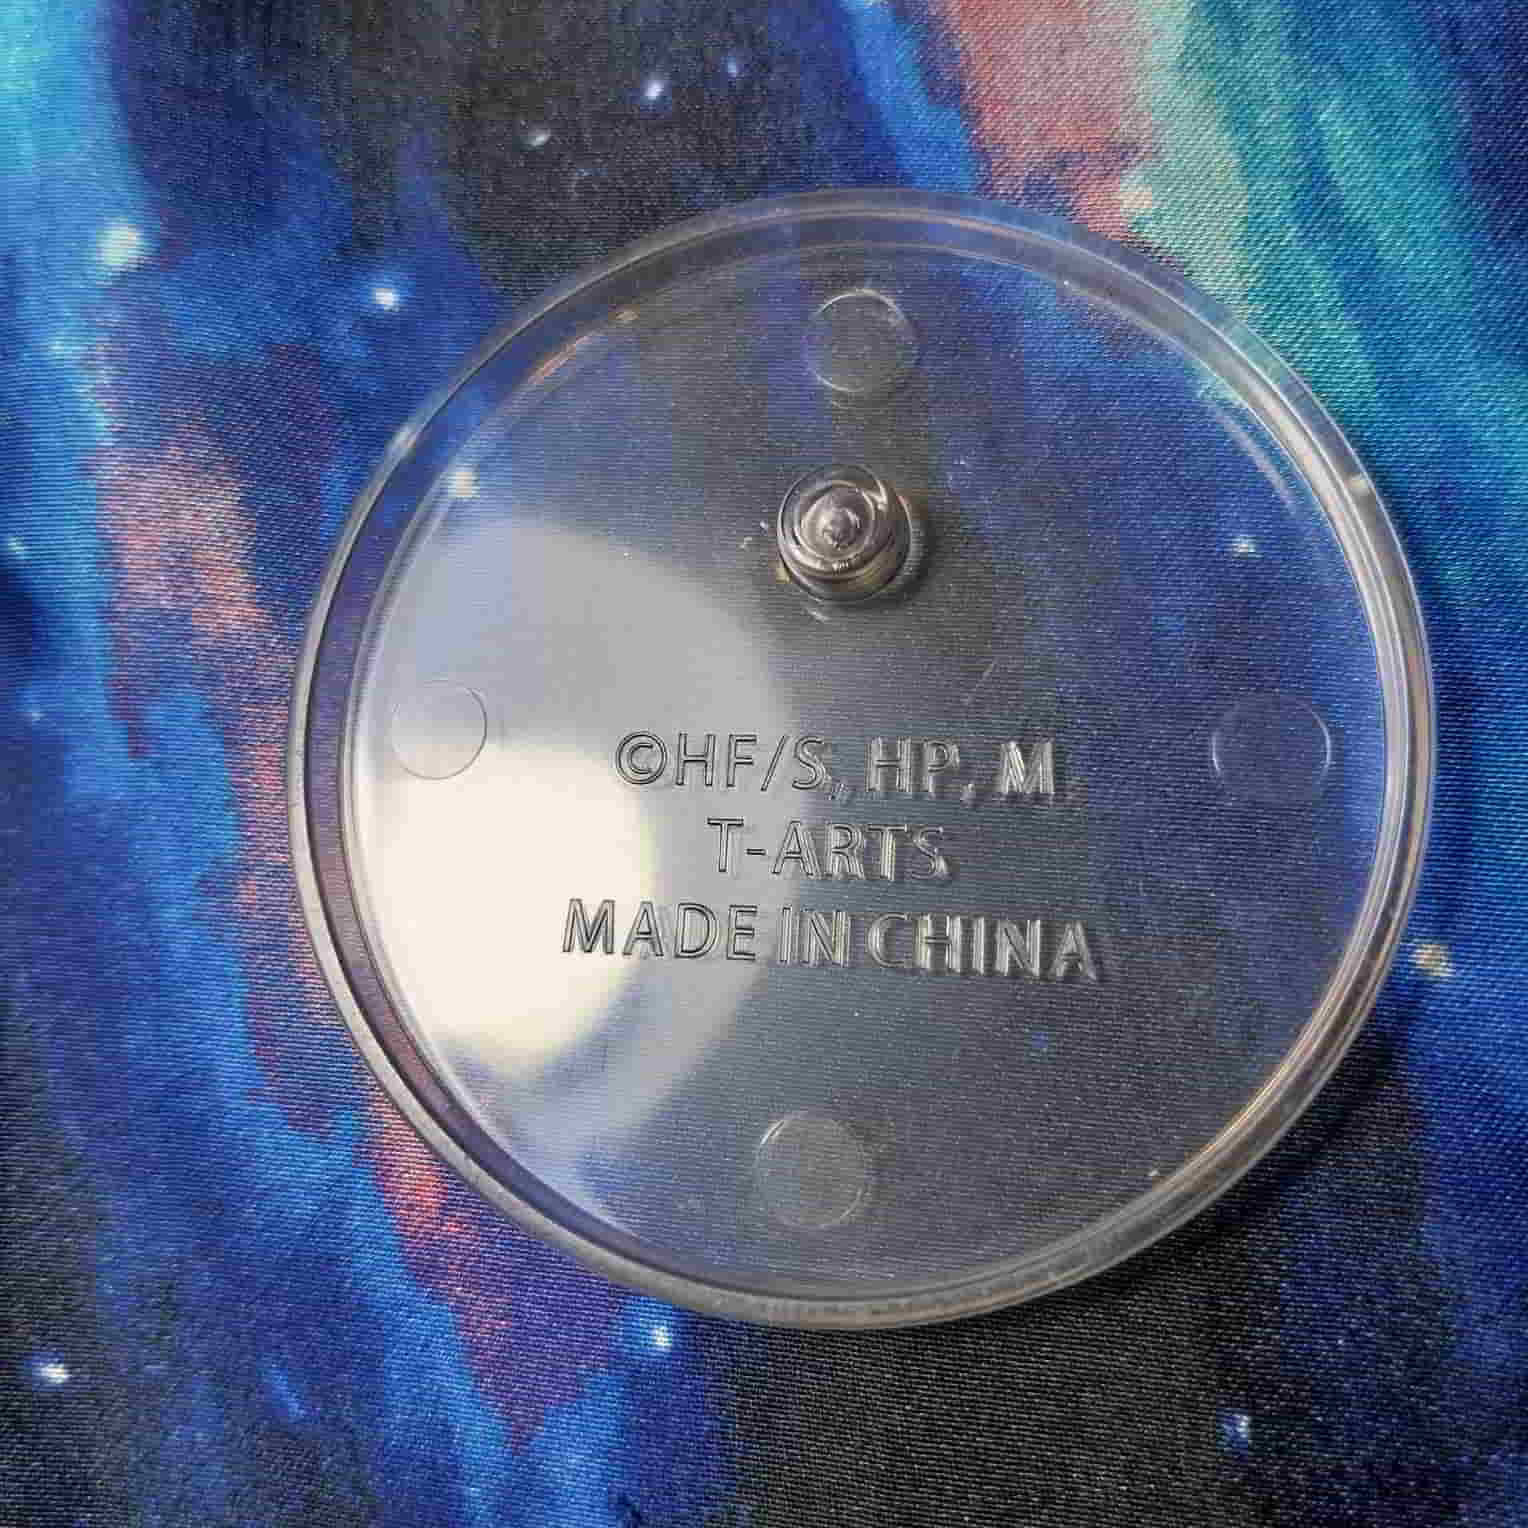 ©HF/S,, HP, M.
T-ARTS
MADE IN CHINA